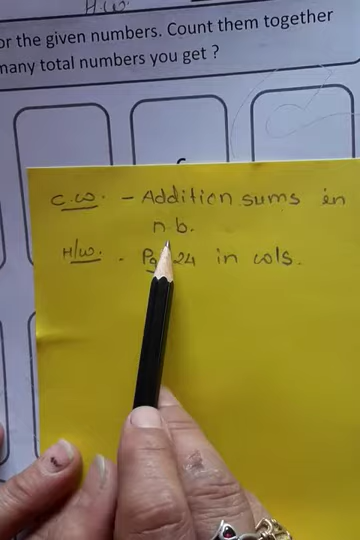 H.W.
or the given numbers. Count them together
many total numbers you get ?
C.W. - Addition sums in
n.b.
H/W. - Pg 24 in cols.